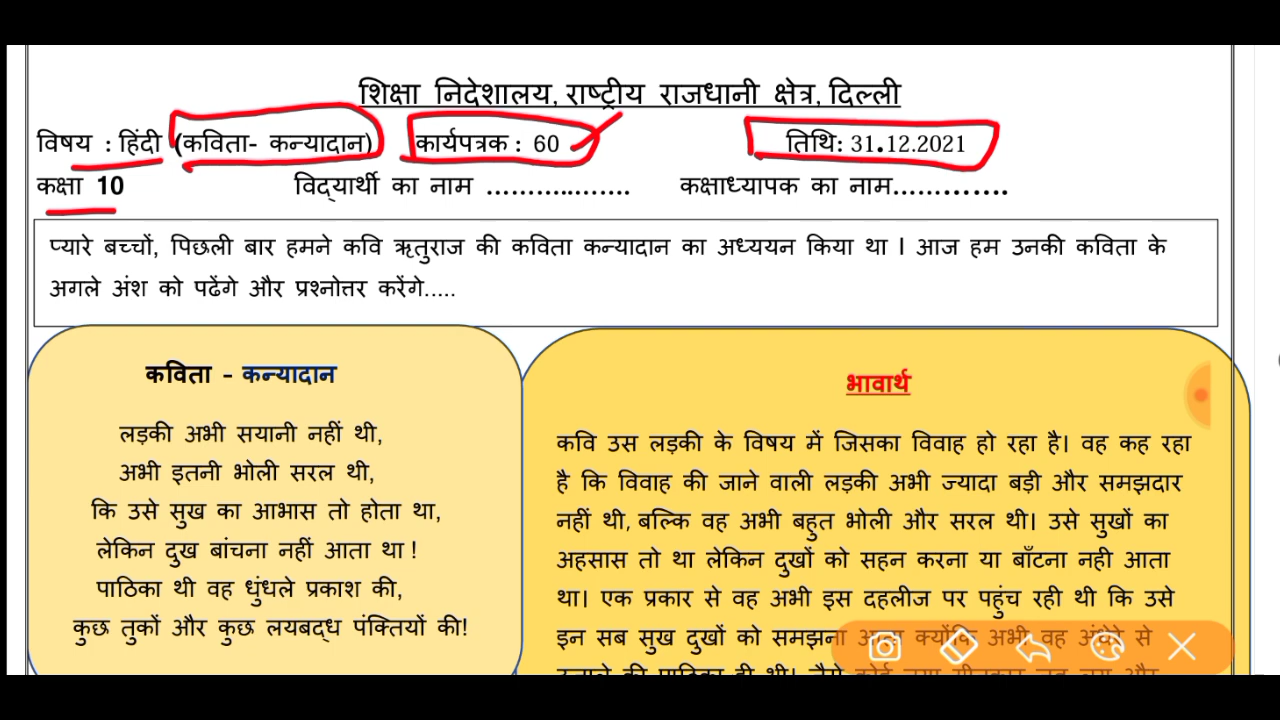 शिक्षा निदेशालय, राष्ट्रीय राजधानी क्षेत्र, दिल्ली
विषय : हिंदी (कविता- कन्यादान) कार्यपत्रक : 60 तिथि: 31.12.2021
कक्षा 10 विद्यार्थी का नाम ................... कक्षाध्यापक का नाम.............
प्यारे बच्चों, पिछली बार हमने कवि ऋतुराज की कविता कन्यादान का अध्ययन किया था । आज हम उनकी कविता के
अगले अंश को पढेंगे और प्रश्नोत्तर करेंगे.....
कविता - कन्यादान
लड़की अभी सयानी नहीं थी,
अभी इतनी भोली सरल थी,
कि उसे सुख का आभास तो होता था,
लेकिन दुख बांचना नहीं आता था !
पाठिका थी वह धुंधले प्रकाश की,
कुछ तुकों और कुछ लयबद्ध पंक्तियों की!
भावार्थ
कवि उस लड़की के विषय में जिसका विवाह हो रहा है। वह कह रहा
है कि विवाह की जाने वाली लड़की अभी ज्यादा बड़ी और समझदार
नहीं थी, बल्कि वह अभी बहुत भोली और सरल थी। उसे सुखों का
अहसास तो था लेकिन दुखों को सहन करना या बाँटना नही आता
था। एक प्रकार से वह अभी इस दहलीज पर पहुंच रही थी कि उसे
इन सब सुख दुखों को समझना क्योंकि अभी वह अंधेरे से